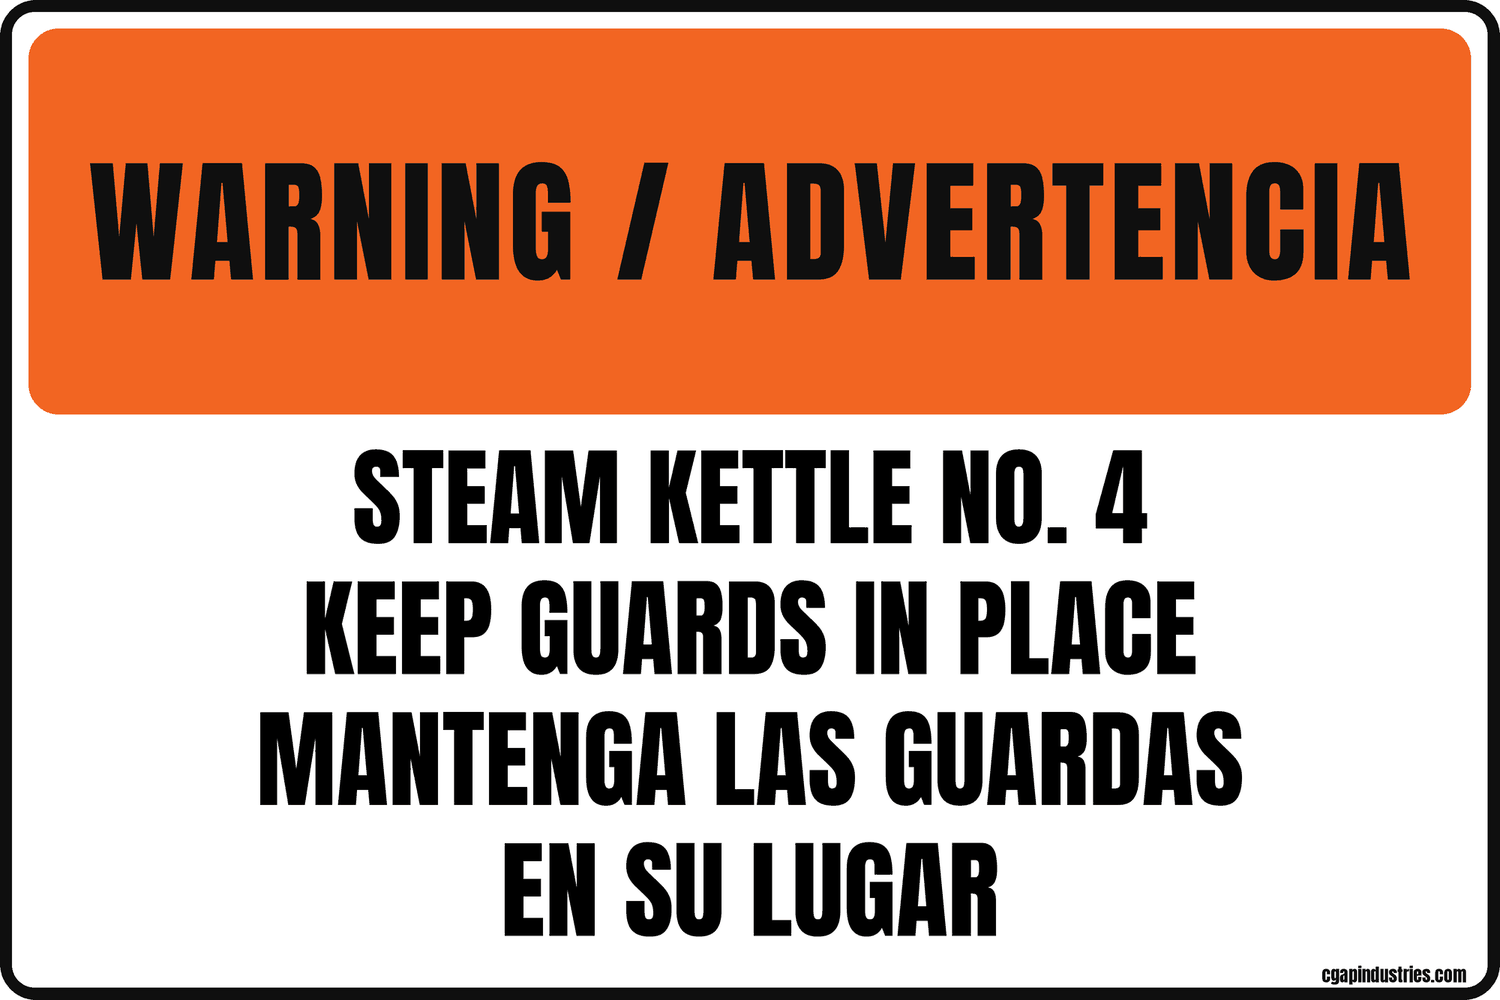 WARNING / ADVERTENCIA
STEAM KETTLE NO. 4
KEEP GUARDS IN PLACE
MANTENGA LAS GUARDAS
EN SU LUGAR
cgapindustries.com